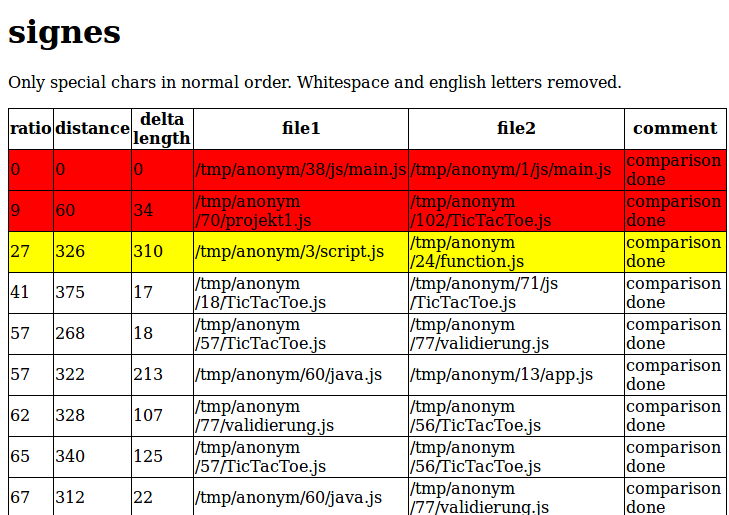 signes
Only special chars in normal order. Whitespace and english letters removed.
ratio distance delta length file1 file2 comment
0 0 0 /tmp/anonym/38/js/main.js /tmp/anonym/1/js/main.js comparison done
9 60 34 /tmp/anonym/70/projekt1.js /tmp/anonym/102/TicTacToe.js comparison done
27 326 310 /tmp/anonym/3/script.js /tmp/anonym/24/function.js comparison done
41 375 17 /tmp/anonym/18/TicTacToe.js /tmp/anonym/71/js/TicTacToe.js comparison done
57 268 18 /tmp/anonym/57/TicTacToe.js /tmp/anonym/77/validierung.js comparison done
57 322 213 /tmp/anonym/60/java.js /tmp/anonym/13/app.js comparison done
62 328 107 /tmp/anonym/77/validierung.js /tmp/anonym/56/TicTacToe.js comparison done
65 340 125 /tmp/anonym/57/TicTacToe.js /tmp/anonym/56/TicTacToe.js comparison done
67 312 22 /tmp/anonym/60/java.js /tmp/anonym/77/validierung.js comparison done